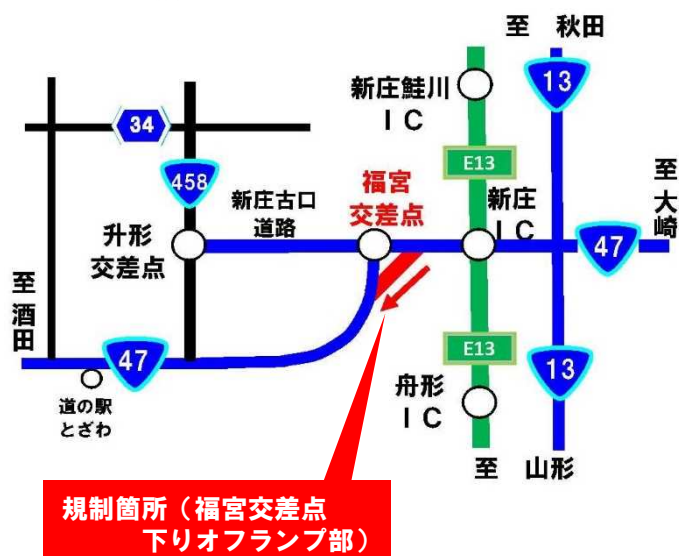 至 秋田
13
新庄鮭川
IC
34
E13
至 大崎
458
新庄古口
道路
福宮
交差点
新庄
IC
升形
交差点
47
至 酒田
47
E13
13
道の駅
とざわ
舟形
IC
至 山形
規制箇所（福宮交差点
下りオフランプ部）